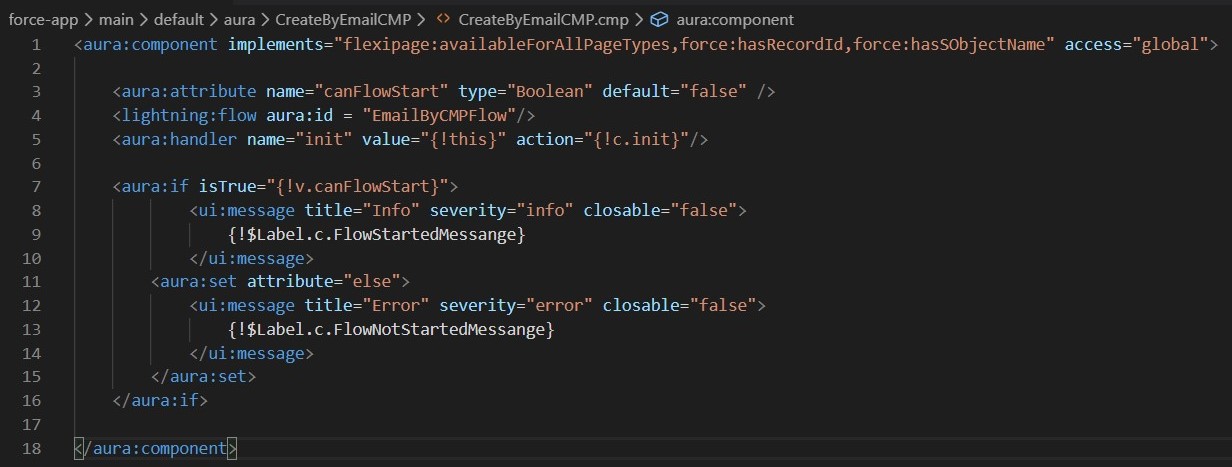 force-app > main > default > aura > CreateByEmailCMP > CreateByEmailCMP.cmp > aura:component
1 <aura:component implements="flexipage:availableForAllPageTypes,force:hasRecordId,force:hasSObjectName" access="global">
2
3 <aura:attribute name="canFlowStart" type="Boolean" default="false" />
4 <lightning:flow aura:id = "EmailByCMPFlow"/>
5 <aura:handler name="init" value="{!this}" action="{!c.init}"/>
6
7 <aura:if isTrue="{!v.canFlowStart}">
8 <ui:message title="Info" severity="info" closable="false">
9 {!$Label.c.FlowStartedMessange}
10 </ui:message>
11 <aura:set attribute="else">
12 <ui:message title="Error" severity="error" closable="false">
13 {!$Label.c.FlowNotStartedMessange}
14 </ui:message>
15 </aura:set>
16 </aura:if>
17
18 </aura:component>